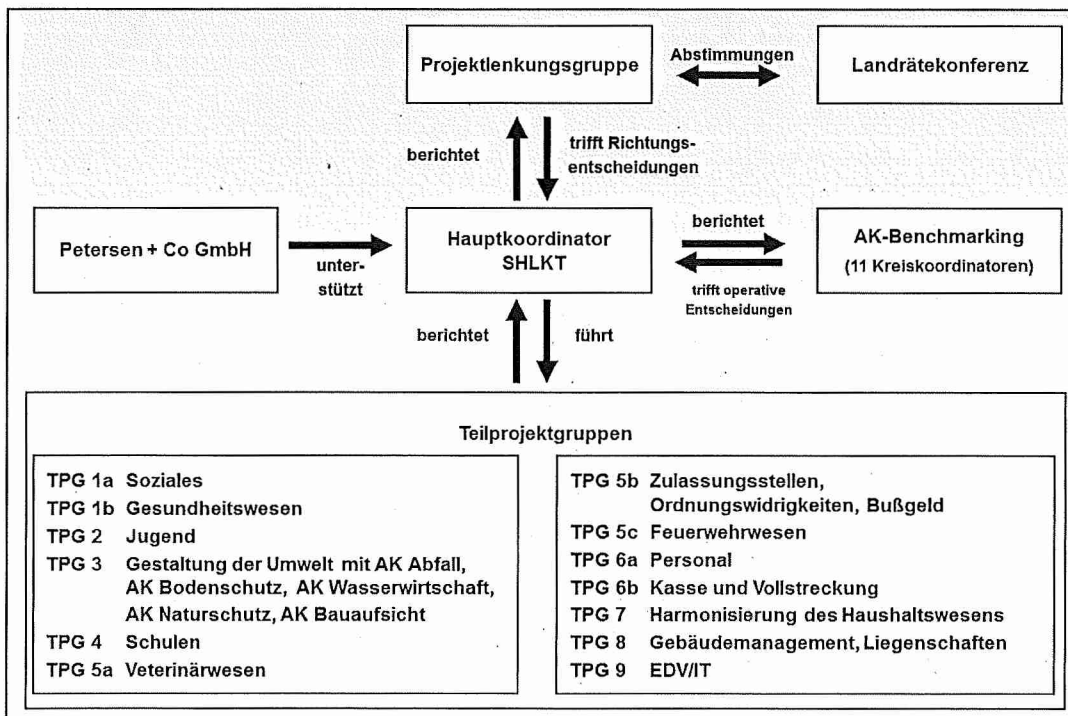 Projektlenkungsgruppe
Abstimmungen
Landrätekonferenz
berichtet
trifft Richtungs-
entscheidungen
Petersen + Co GmbH
unter-
stützt
Hauptkoordinator
SHLKT
berichtet
trifft operative
Entscheidungen
AK-Benchmarking
(11 Kreiskoordinatoren)
berichtet
führt
Teilprojektgruppen
TPG 1a Soziales
TPG 1b Gesundheitswesen
TPG 2 Jugend
TPG 3 Gestaltung der Umwelt mit AK Abfall,
AK Bodenschutz, AK Wasserwirtschaft,
AK Naturschutz, AK Bauaufsicht
TPG 4 Schulen
TPG 5a Veterinärwesen
TPG 5b Zulassungsstellen,
Ordnungswidrigkeiten, Bußgeld
TPG 5c Feuerwehrwesen
TPG 6a Personal
TPG 6b Kasse und Vollstreckung
TPG 7 Harmonisierung des Haushaltswesens
TPG 8 Gebäudemanagement, Liegenschaften
TPG 9 EDV/IT